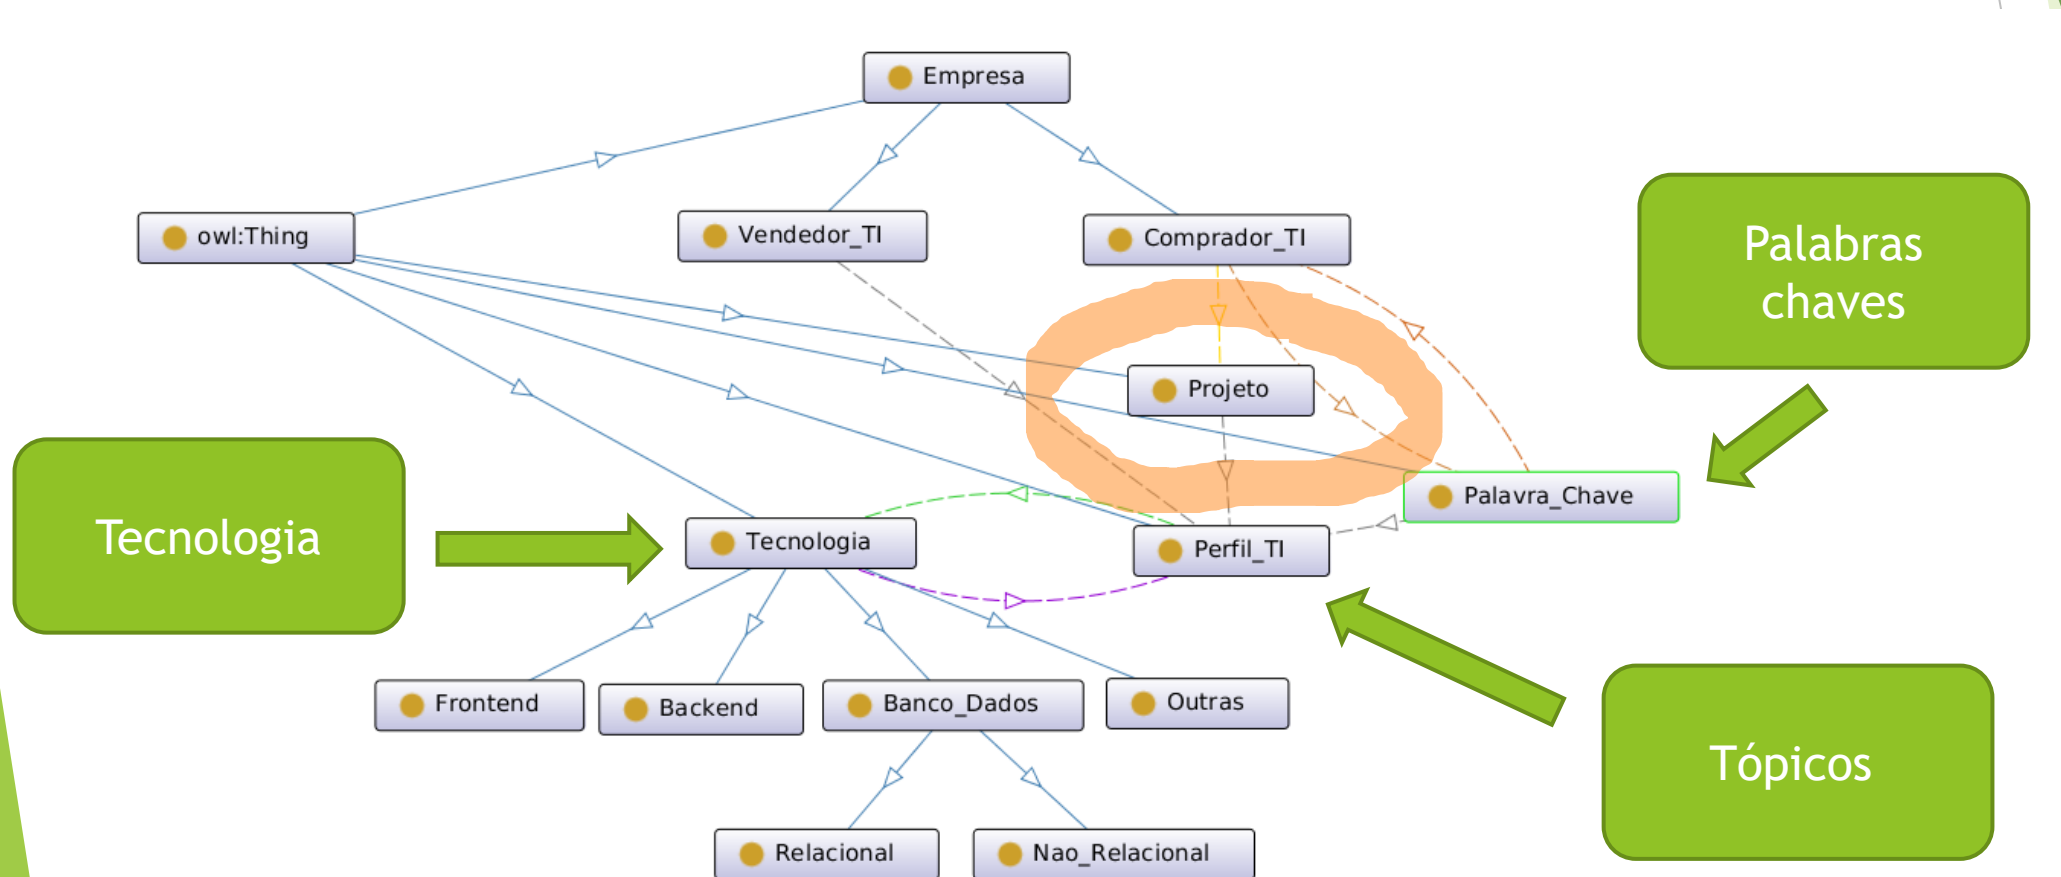 Empresa
owl:Thing
Vendedor_TI
Comprador_TI
Palabras
chaves
Projeto
Palavra_Chave
Tecnologia
Tecnologia
Perfil_TI
Frontend
Backend
Banco_Dados
Outras
Tópicos
Relacional
Nao_Relacional